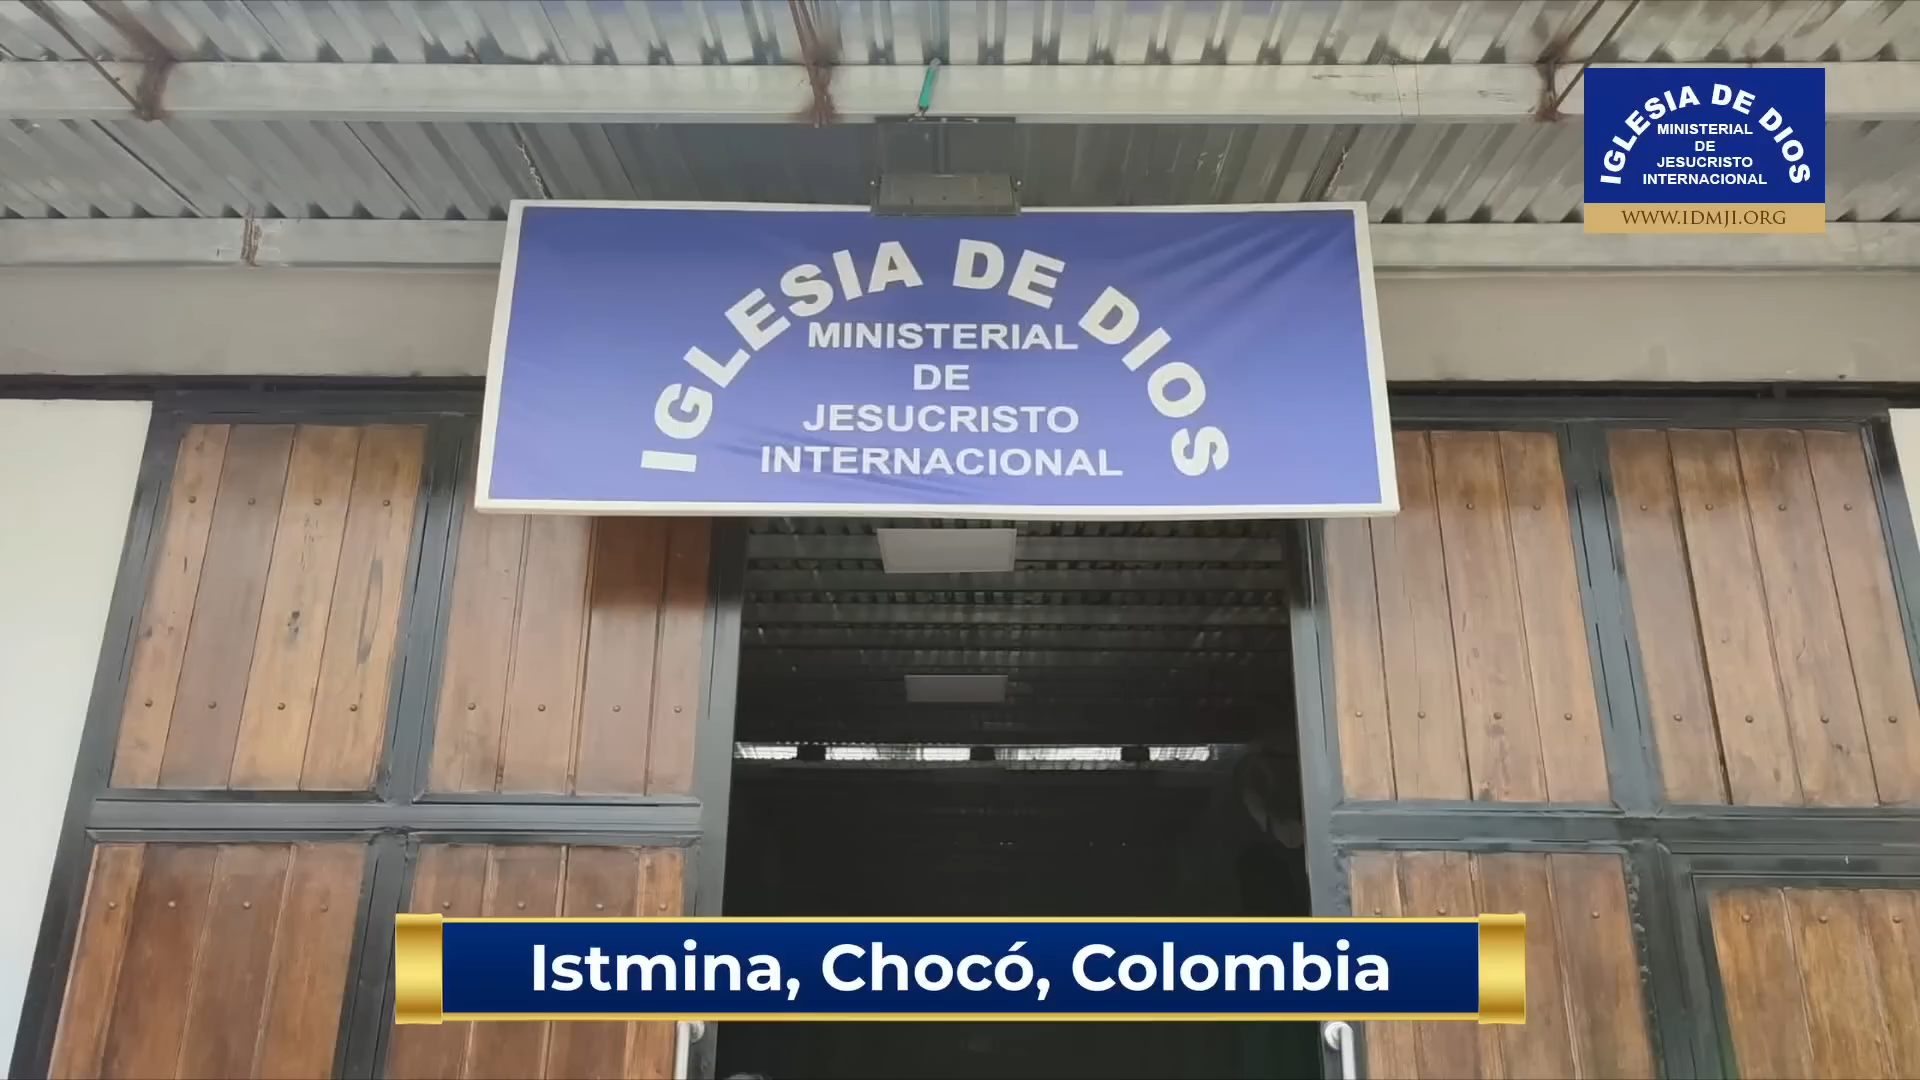 IGLESIA DE DIOS
MINISTERIAL
DE
JESUCRISTO
INTERNACIONAL
WWW.IDMJI.ORG
IGLESIA DE DIOS
MINISTERIAL
DE
JESUCRISTO
INTERNACIONAL
Istmina, Chocó, Colombia